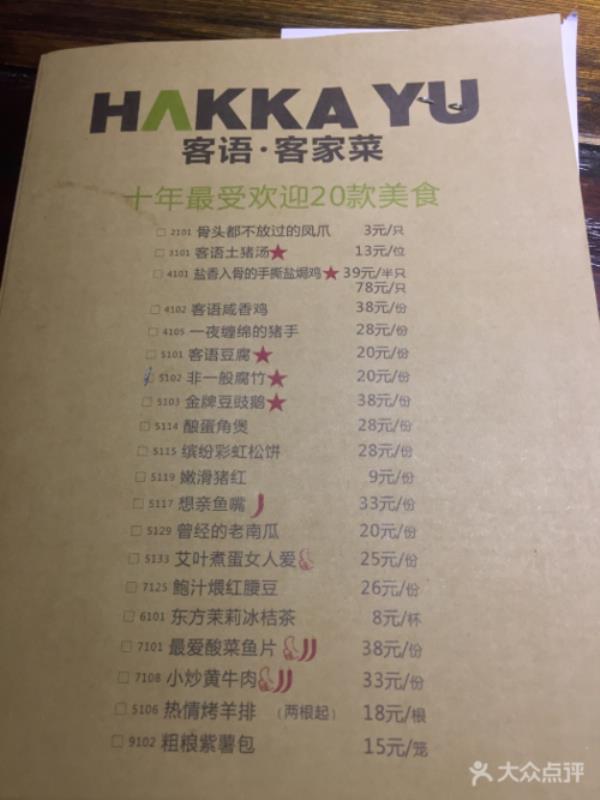 HAKKA YU
客语·客家菜
十年最受欢迎20款美食
2101 骨头都不放过的凤爪 3元/只
3101 客语土猪汤★ 13元/位
4101 盐香入骨的手撕盐焗鸡★ 39元/半只
78元/只
4102 客语咸香鸡 38元/份
4105 一夜缠绵的猪手 28元/份
5101 客语豆腐★ 20元/份
5102 非一般腐竹★ 20元/份
5103 金牌豆豉鹅★ 38元/份
5114 酿蛋角煲 28元/份
5115 缤纷彩虹松饼 28元/份
5119 嫩滑猪红 9元/份
5117 想亲鱼嘴 33元/份
5129 曾经的老南瓜 20元/份
5133 艾叶煮蛋女人爱 25元/份
7125 鲍汁煨红腰豆 26元/份
6101 东方茉莉冰桔茶 8元/杯
7101 最爱酸菜鱼片 38元/份
7108 小炒黄牛肉 33元/份
5106 热情烤羊排 （两根起） 18元/根
9102 粗粮紫薯包 15元/笼
大众点评